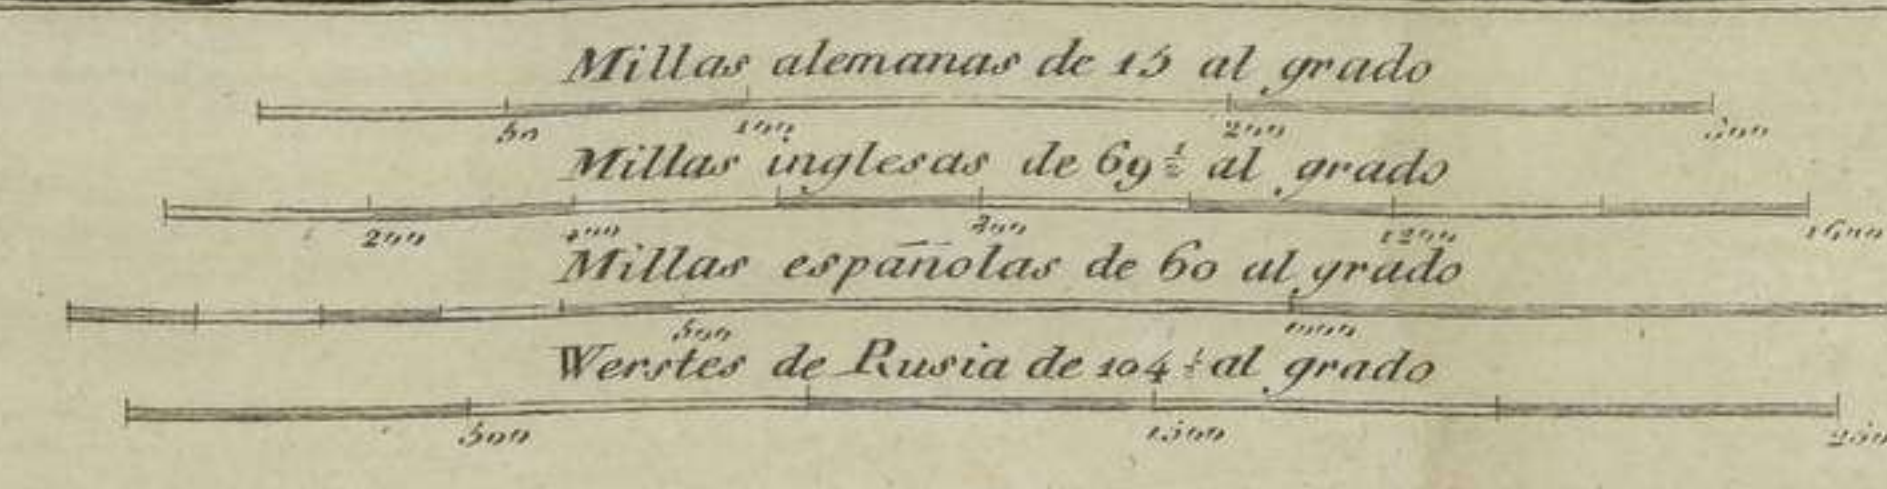 Millas alemanas de 15 al grado
50 100 200 300
Millas inglesas de 69½ al grado
200 400 800 1200 1600
Millas españolas de 60 al grado
500 1000
Werstes de Rusia de 104½ al grado
500 1500